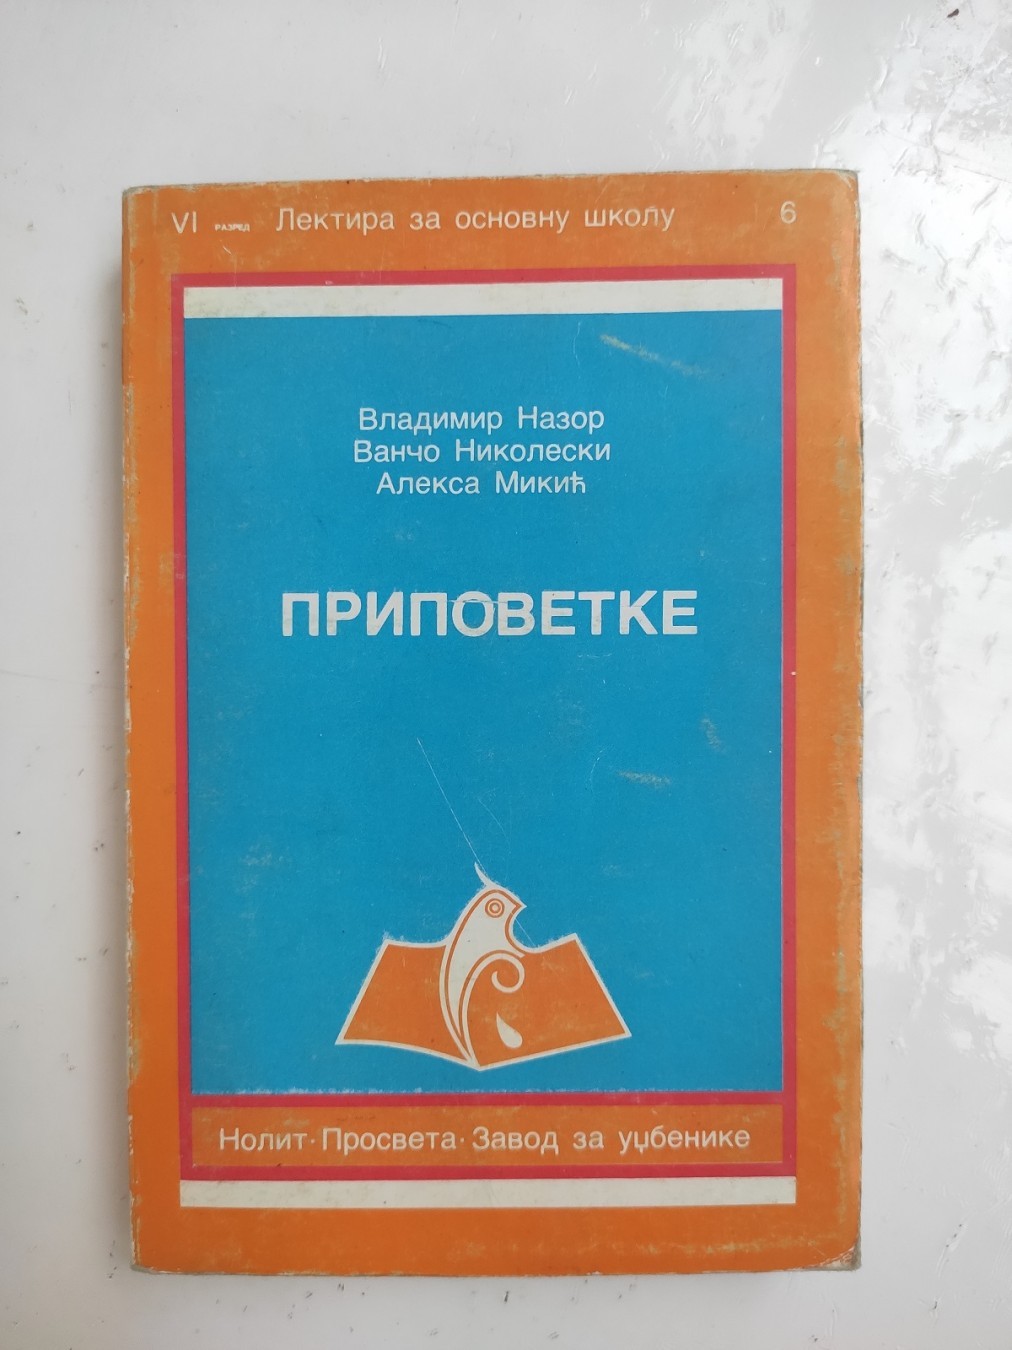 VI РАЗРЕД Лектира за основну школу 6
Владимир Назор
Ванчо Николески
Алекса Микић
ПРИПОВЕТКЕ
Нолит · Просвета · Завод за уџбенике